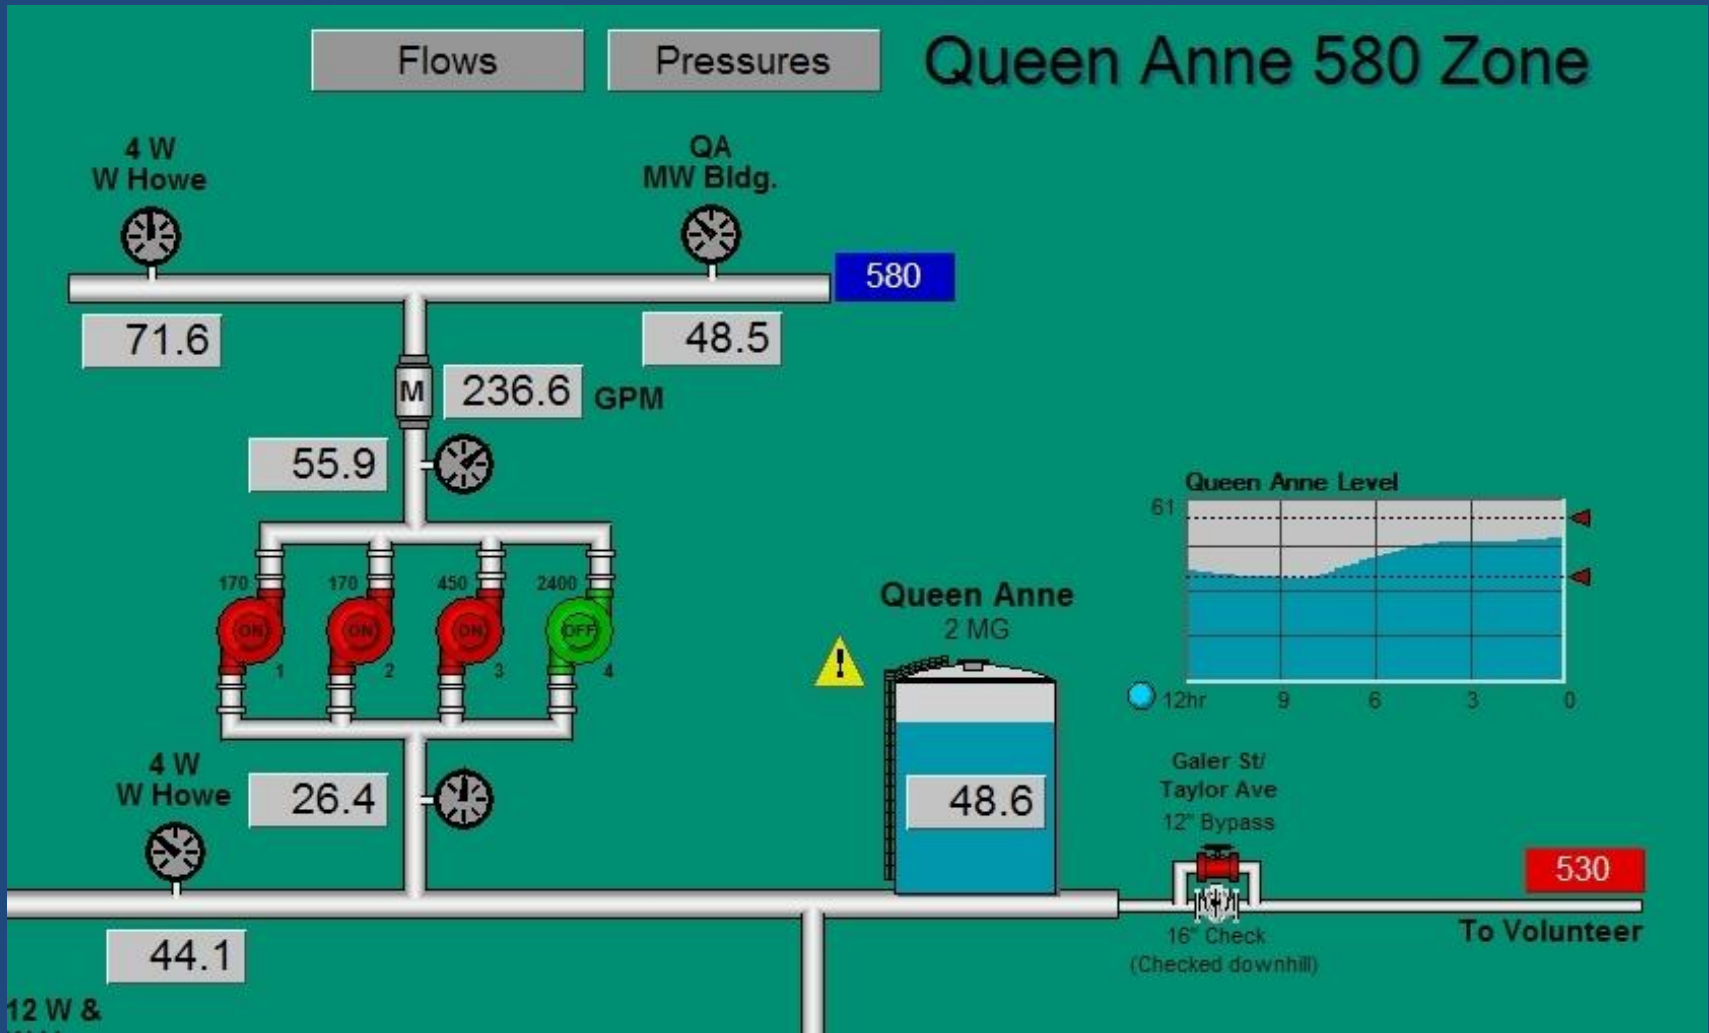 Flows
Pressures
Queen Anne 580 Zone
4 W
W Howe
QA
MW Bldg.
580
71.6
48.5
M
236.6
GPM
55.9
Queen Anne Level
61
170
170
450
2400
ON
ON
ON
OFF
1
2
3
4
Queen Anne
2 MG
!
12hr
9
6
3
0
4 W
W Howe
26.4
48.6
Galer St/
Taylor Ave
12" Bypass
530
To Volunteer
16" Check
(Checked downhill)
44.1
12 W &